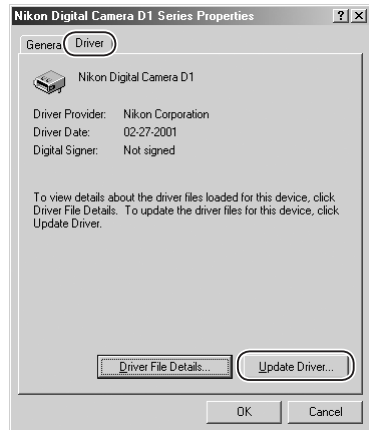 Nikon Digital Camera D1 Series Properties ? X
General Driver
Nikon Digital Camera D1
Driver Provider: Nikon Corporation
Driver Date: 02-27-2001
Digital Signer: Not signed
To view details about the driver files loaded for this device, click
Driver File Details. To update the driver files for this device, click
Update Driver.
Driver File Details... Update Driver...
OK Cancel